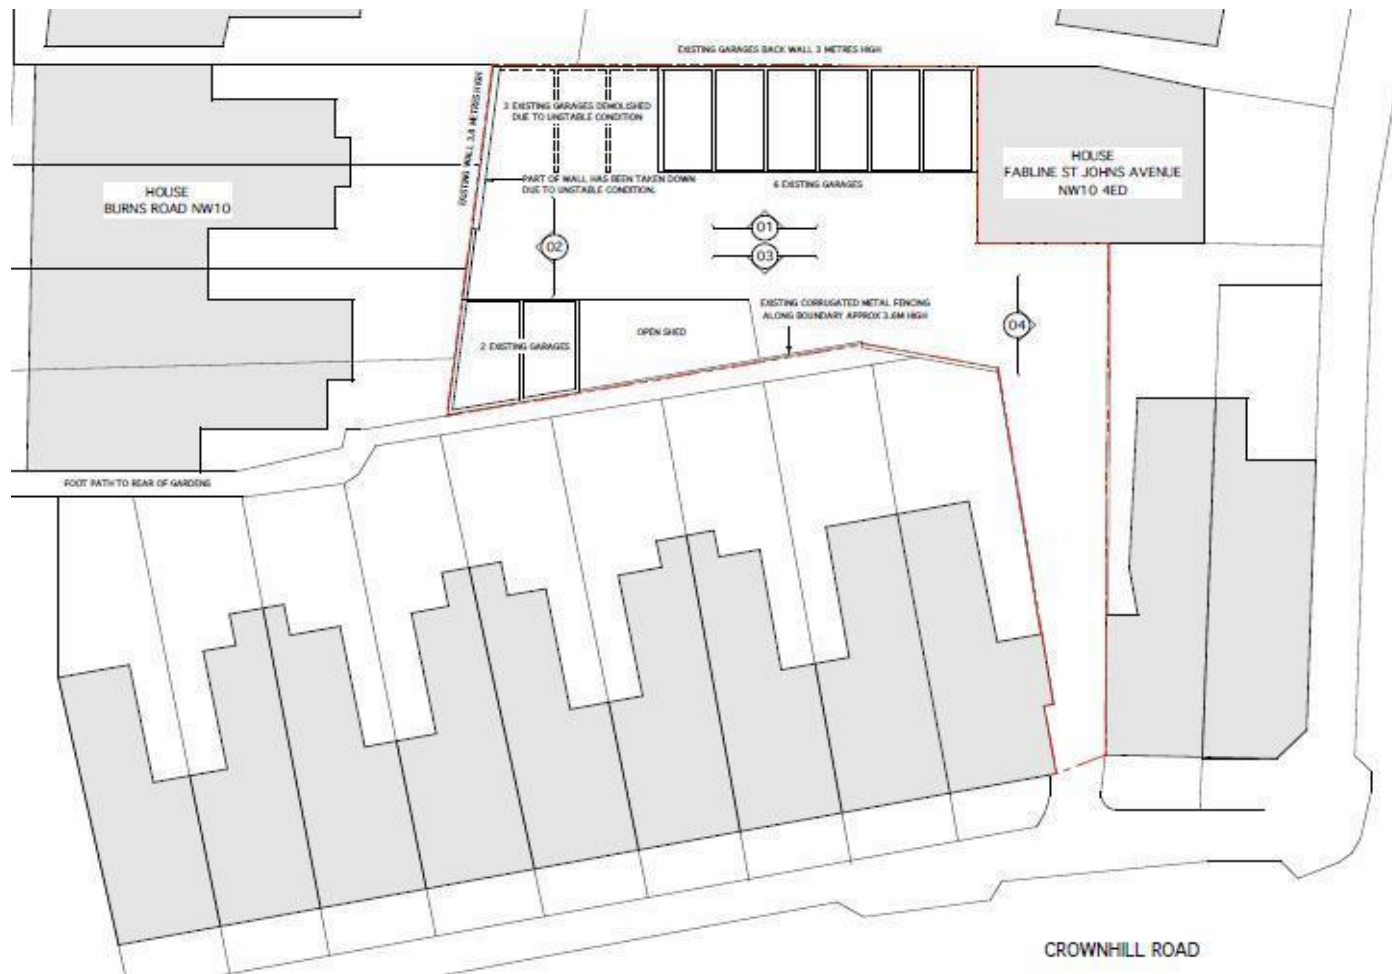 EXISTING GARAGES BACK WALL 3 METRES HIGH
EXISTING WALL 3.8 METRES HIGH
3 EXISTING GARAGES DEMOLISHED
DUE TO UNSTABLE CONDITION
HOUSE
FABLINE ST JOHNS AVENUE
NW10 4ED
HOUSE
BURNS ROAD NW10
PART OF WALL HAS BEEN TAKEN DOWN
DUE TO UNSTABLE CONDITION.
6 EXISTING GARAGES
01
02
03
EXISTING CORRUGATED METAL FENCING
ALONG BOUNDARY APPROX 3.6M HIGH
04
OPEN SHED
2 EXISTING GARAGES
FOOT PATH TO REAR OF GARDENS
CROWNHILL ROAD